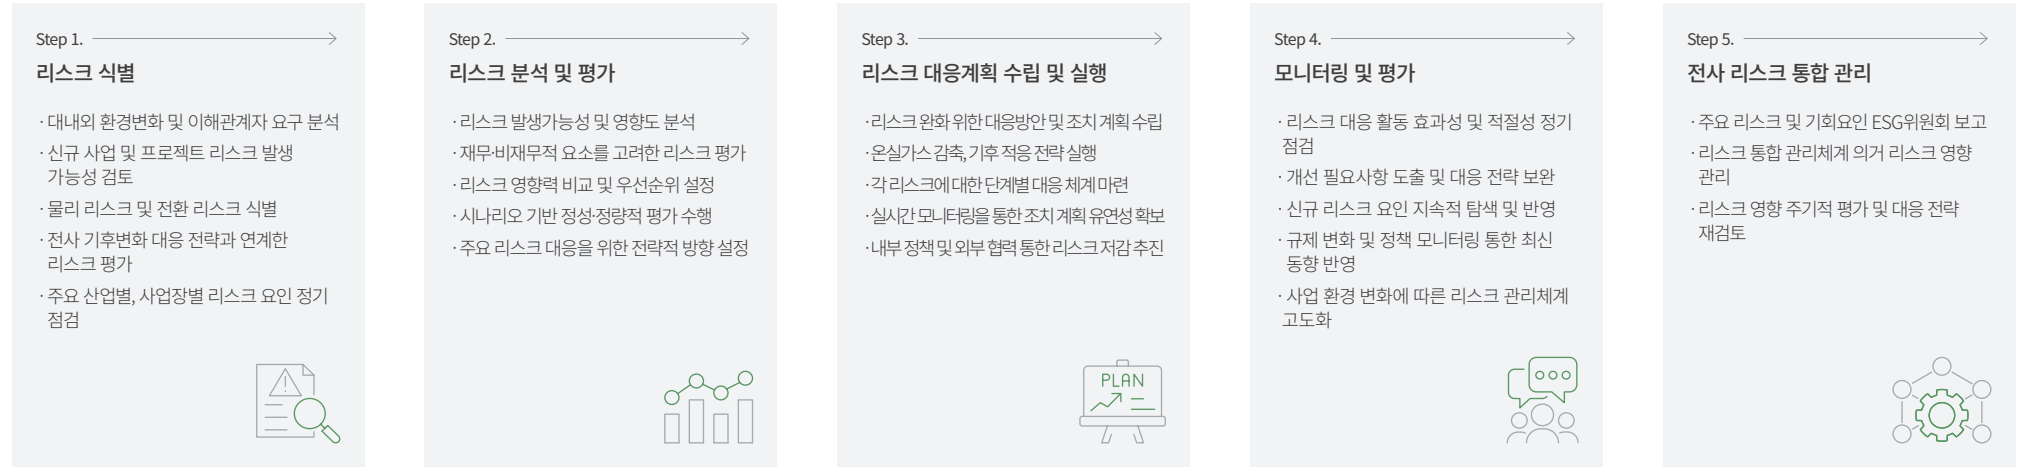 Step 1.
리스크 식별
· 대내외 환경변화 및 이해관계자 요구 분석
· 신규 사업 및 프로젝트 리스크 발생
가능성 검토
· 물리 리스크 및 전환 리스크 식별
· 전사 기후변화 대응 전략과 연계한
리스크 평가
· 주요 산업별, 사업장별 리스크 요인 정기
점검
Step 2.
리스크 분석 및 평가
· 리스크 발생가능성 및 영향도 분석
· 재무·비재무적 요소를 고려한 리스크 평가
· 리스크 영향력 비교 및 우선순위 설정
· 시나리오 기반 정성·정량적 평가 수행
· 주요 리스크 대응을 위한 전략적 방향 설정
Step 3.
리스크 대응계획 수립 및 실행
· 리스크 완화 위한 대응방안 및 조치 계획 수립
· 온실가스 감축, 기후 적응 전략 실행
· 각 리스크에 대한 단계별 대응 체계 마련
· 실시간 모니터링을 통한 조치 계획 유연성 확보
· 내부 정책 및 외부 협력 통한 리스크 저감 추진
PLAN
Step 4.
모니터링 및 평가
· 리스크 대응 활동 효과성 및 적절성 정기
점검
· 개선 필요사항 도출 및 대응 전략 보완
· 신규 리스크 요인 지속적 탐색 및 반영
· 규제 변화 및 정책 모니터링 통한 최신
동향 반영
· 사업 환경 변화에 따른 리스크 관리체계
고도화
Step 5.
전사 리스크 통합 관리
· 주요 리스크 및 기회요인 ESG위원회 보고
· 리스크 통합 관리체계 의거 리스크 영향
관리
· 리스크 영향 주기적 평가 및 대응 전략
재검토